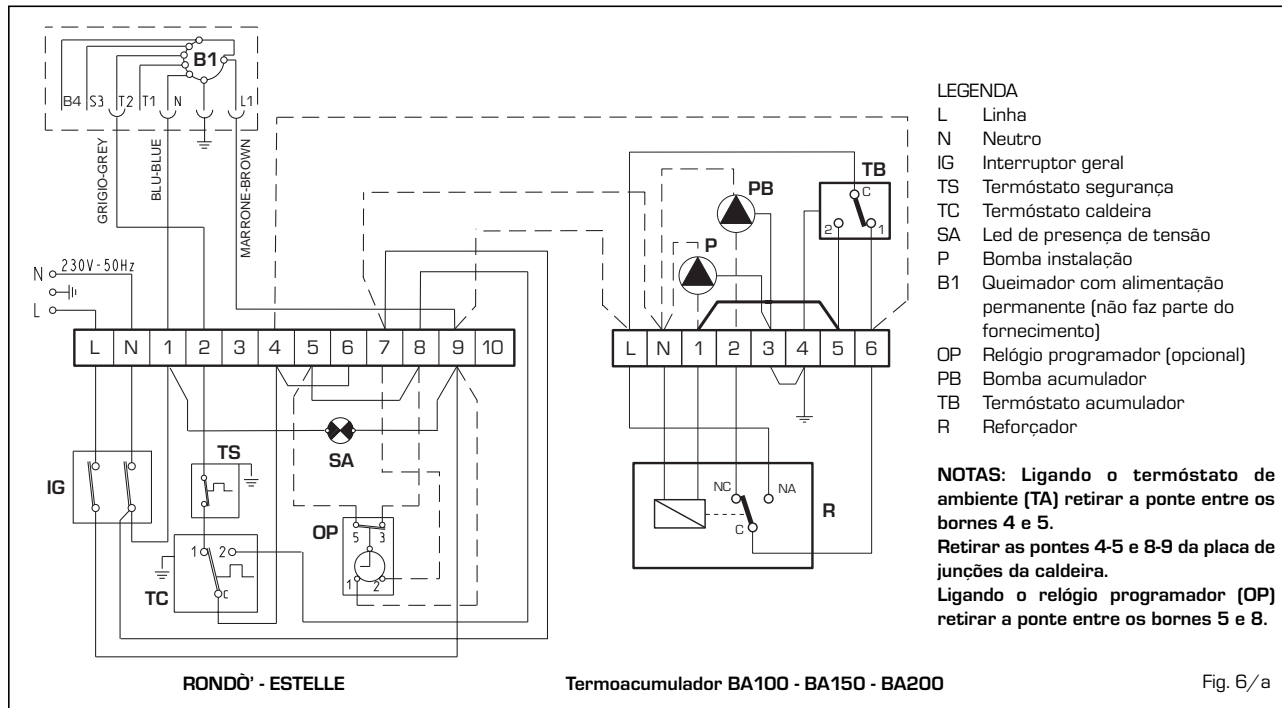 B1
B4 S3 T2 T1 N L1
GRIGIO-GREY
BLU-BLUE
MARRONE-BROWN
N 230V-50Hz
L
L N 1 2 3 4 5 6 7 8 9 10
IG
TS
SA
OP
5 3
1 2
TC
1 2
C
RONDÒ' - ESTELLE
TB
C
2 1
PB
P
L N 1 2 3 4 5 6
NC NA
C
R
Termoacumulador BA100 - BA150 - BA200
LEGENDA
L Linha
N Neutro
IG Interruptor geral
TS Termóstato segurança
TC Termóstato caldeira
SA Led de presença de tensão
P Bomba instalação
B1 Queimador com alimentação
permanente (não faz parte do
fornecimento)
OP Relógio programador (opcional)
PB Bomba acumulador
TB Termóstato acumulador
R Reforçador
NOTAS: Ligando o termóstato de
ambiente (TA) retirar a ponte entre os
bornes 4 e 5.
Retirar as pontes 4-5 e 8-9 da placa de
junções da caldeira.
Ligando o relógio programador (OP)
retirar a ponte entre os bornes 5 e 8.
Fig. 6/a